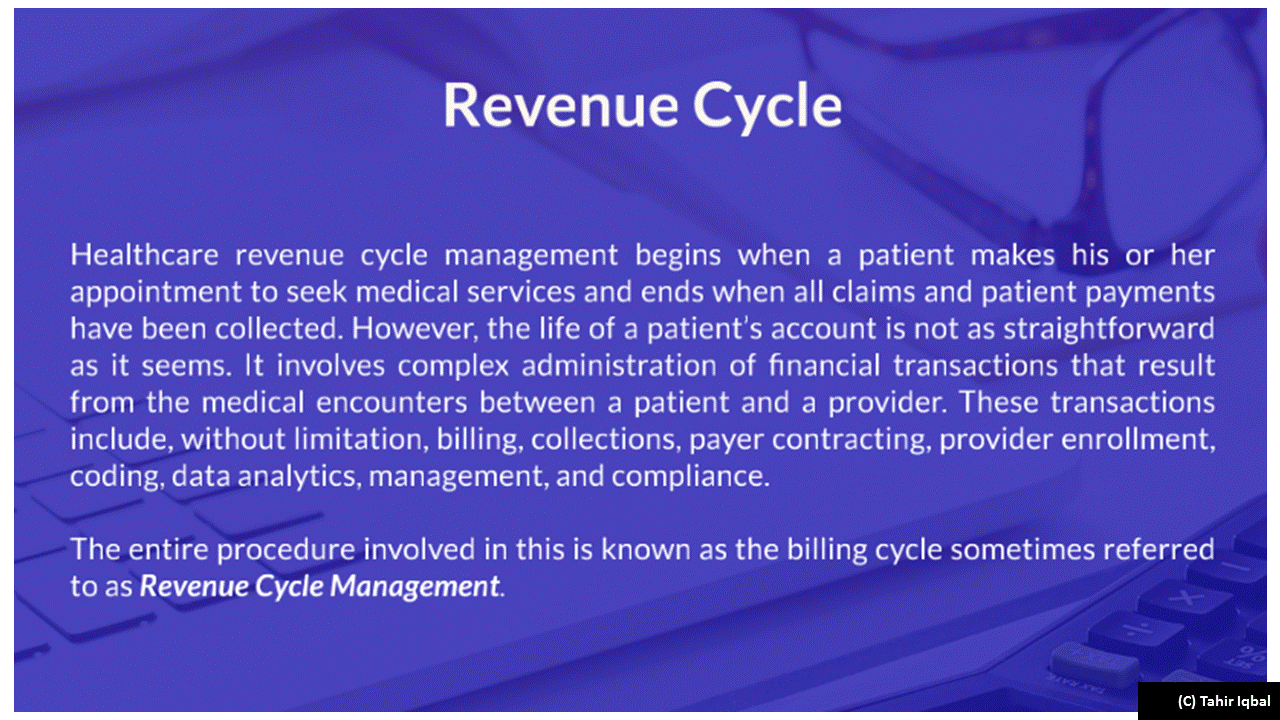 Revenue Cycle
Healthcare revenue cycle management begins when a patient makes his or her
appointment to seek medical services and ends when all claims and patient payments
have been collected. However, the life of a patient’s account is not as straightforward
as it seems. It involves complex administration of financial transactions that result
from the medical encounters between a patient and a provider. These transactions
include, without limitation, billing, collections, payer contracting, provider enrollment,
coding, data analytics, management, and compliance.
The entire procedure involved in this is known as the billing cycle sometimes referred
to as Revenue Cycle Management.
÷
×
−
%
SET
TAX RATE
(C) Tahir Iqbal